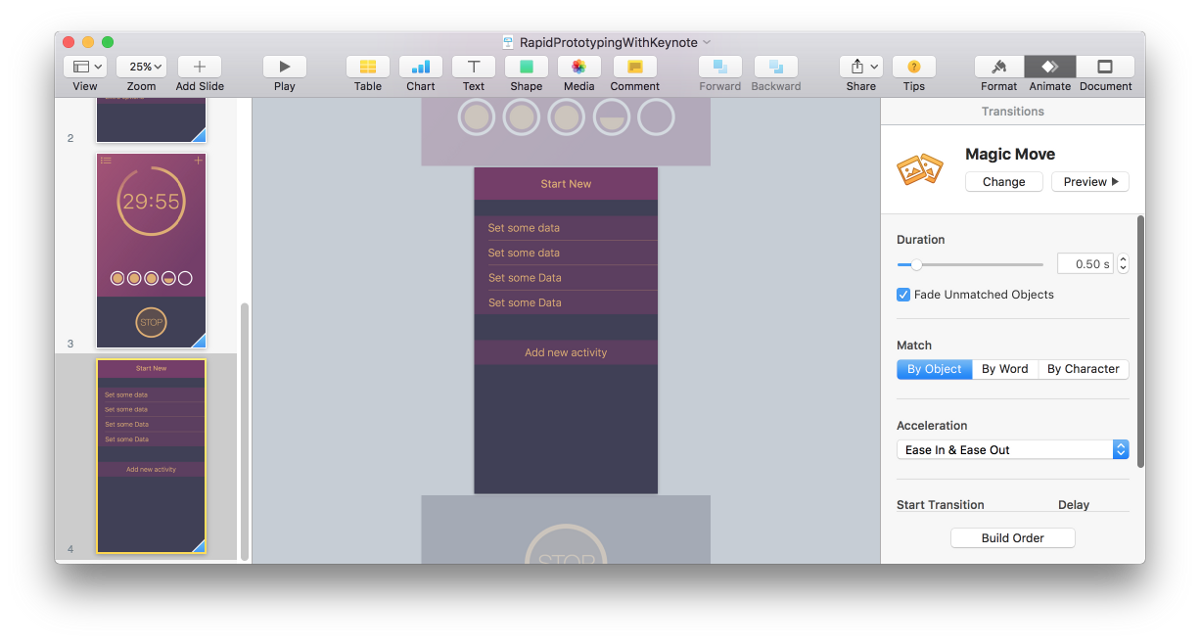 RapidPrototypingWithKeynote
25%
View
Zoom
Add Slide
Play
Table
Chart
Text
Shape
Media
Comment
Forward
Backward
Share
Tips
Format
Animate
Document
2
29:55
STOP
3
Start New
Set some data
Set some data
Set some Data
Set some Data
Add new activity
4
Start New
Set some data
Set some data
Set some Data
Set some Data
Add new activity
STOP
Transitions
Magic Move
Change
Preview
Duration
0.50 s
Fade Unmatched Objects
Match
By Object
By Word
By Character
Acceleration
Ease In & Ease Out
Start Transition
Delay
Build Order